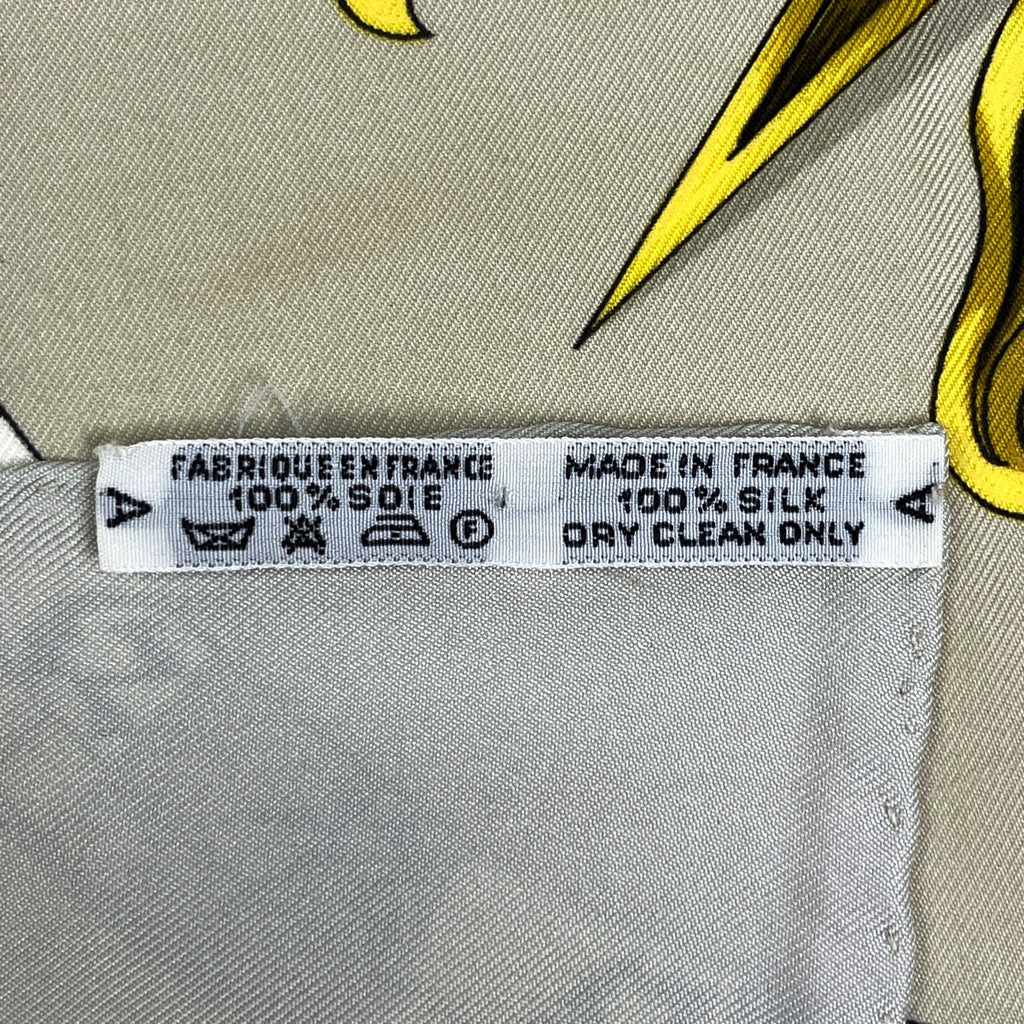 FABRIQUE EN FRANCE
100% SOIE
F
MADE IN FRANCE
100% SILK
DRY CLEAN ONLY
A
A